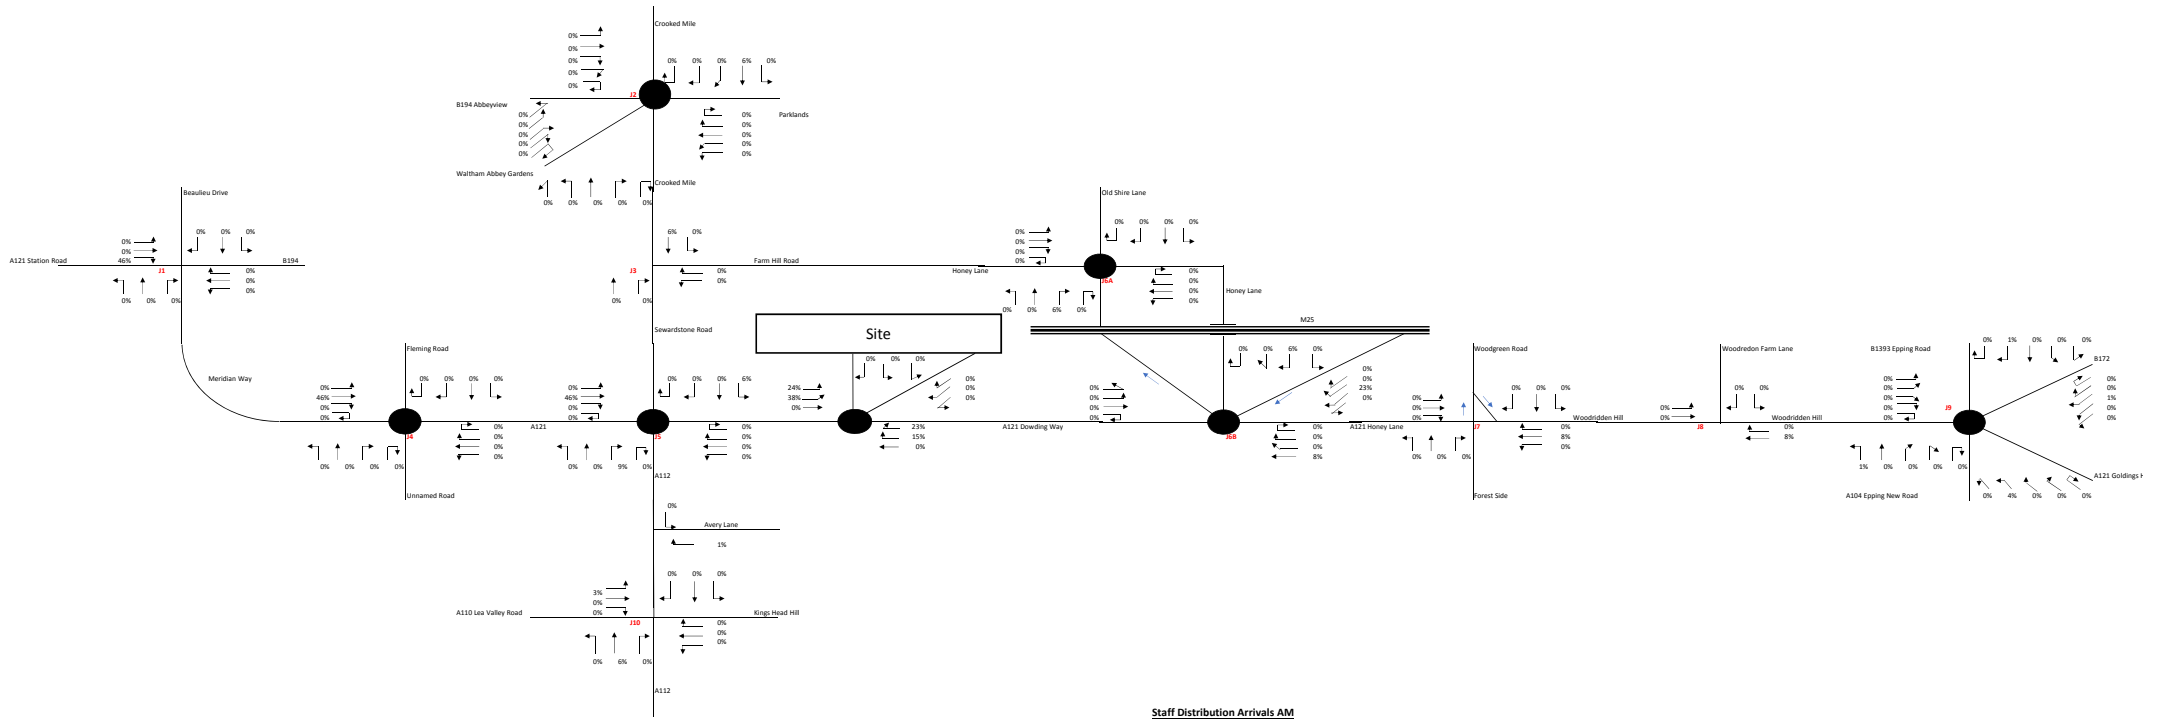 Crooked Mile
0%
0%
0%
0%
0%
0% 0% 0% 6% 0%
J2
B194 Abbeyview
Parklands
0%
0%
0%
0%
0%
0%
0%
0%
0%
0%
Waltham Abbey Gardens
Crooked Mile
0% 0% 0% 0% 0%
Beaulieu Drive
0% 0% 0%
0%
0%
46%
A121 Station Road
J1
B194
0%
0%
0%
0% 0% 0%
6% 0%
J3
Farm Hill Road
0%
0%
0% 0%
Old Shire Lane
0% 0% 0% 0%
0%
0%
0%
0%
Honey Lane
J6A
0%
0%
0%
0%
0% 0% 6% 0%
Honey Lane
Site
M25
Sewardstone Road
Meridian Way
Fleming Road
0% 0% 0% 0%
0%
46%
0%
0%
J4
A121
0%
0%
0%
0%
0% 0% 0% 0%
Unnamed Road
0% 0% 0% 6%
0%
46%
0%
0%
J5
0%
0%
0%
0%
0% 0% 9% 0%
A112
0% 0% 0%
24%
38%
0%
0%
0%
0%
23%
15%
0%
A121 Dowding Way
0% 0% 6% 0%
0%
0%
0%
0%
0%
0%
23%
0%
J6B
0%
0%
0%
8%
A121 Honey Lane
Woodgreen Road
0% 0% 0%
0%
0%
0%
J7
Woodridden Hill
0%
8%
0%
0% 0% 0%
Forest Side
Woodredon Farm Lane
0% 0%
0%
0%
J8
Woodridden Hill
0%
8%
B1393 Epping Road
0% 1% 0% 0% 0%
B172
0%
0%
0%
0%
0%
J9
0%
0%
1%
0%
0%
1% 0% 0% 0% 0%
A104 Epping New Road
0% 4% 0% 0% 0%
A121 Goldings
0%
Avery Lane
1%
0% 0% 0%
3%
0%
0%
A110 Lea Valley Road
J10
Kings Head Hill
0%
0%
0%
0% 6% 0%
A112
Staff Distribution Arrivals AM